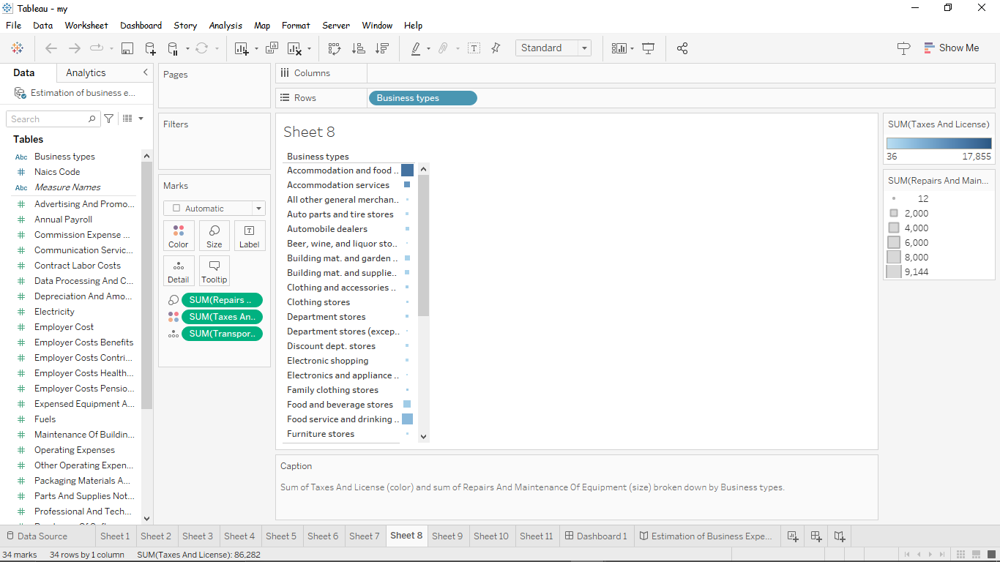 Tableau - my
File Data Worksheet Dashboard Story Analysis Map Format Server Window Help
Standard
Show Me
Data Analytics
Estimation of business e...
Search
Tables
Abc Business types
# Naics Code
Abc Measure Names
# Advertising And Promo...
# Annual Payroll
# Commission Expense ...
# Communication Servic...
# Contract Labor Costs
# Data Processing And C...
# Depreciation And Amo...
# Electricity
# Employer Cost
# Employer Costs Benefits
# Employer Costs Contri...
# Employer Costs Health...
# Employer Costs Pensio...
# Expensed Equipment A...
# Fuels
# Maintenance Of Buildin...
# Operating Expenses
# Other Operating Expen...
# Packaging Materials A...
# Parts And Supplies Not...
# Professional And Tech...
Pages
Filters
Marks
Automatic
Color Size Label
Detail Tooltip
SUM(Repairs ..
SUM(Taxes An..
SUM(Transpor..
Columns
Rows Business types
Sheet 8
Business types
Accommodation and food ..
Accommodation services
All other general merchan..
Auto parts and tire stores
Automobile dealers
Beer, wine, and liquor sto..
Building mat. and garden ..
Building mat. and supplie..
Clothing and accessories ..
Clothing stores
Department stores
Department stores (excep..
Discount dept. stores
Electronic shopping
Electronics and appliance ..
Family clothing stores
Food and beverage stores
Food service and drinking ..
Furniture stores
Caption
Sum of Taxes And License (color) and sum of Repairs And Maintenance Of Equipment (size) broken down by Business types.
SUM(Taxes And License)
36 17,855
SUM(Repairs And Main...
12
2,000
4,000
6,000
8,000
9,144
Data Source Sheet 1 Sheet 2 Sheet 3 Sheet 4 Sheet 5 Sheet 6 Sheet 7 Sheet 8 Sheet 9 Sheet 10 Sheet 11 Dashboard 1 Estimation of Business Expe...
34 marks 34 rows by 1 column SUM(Taxes And License): 86,282